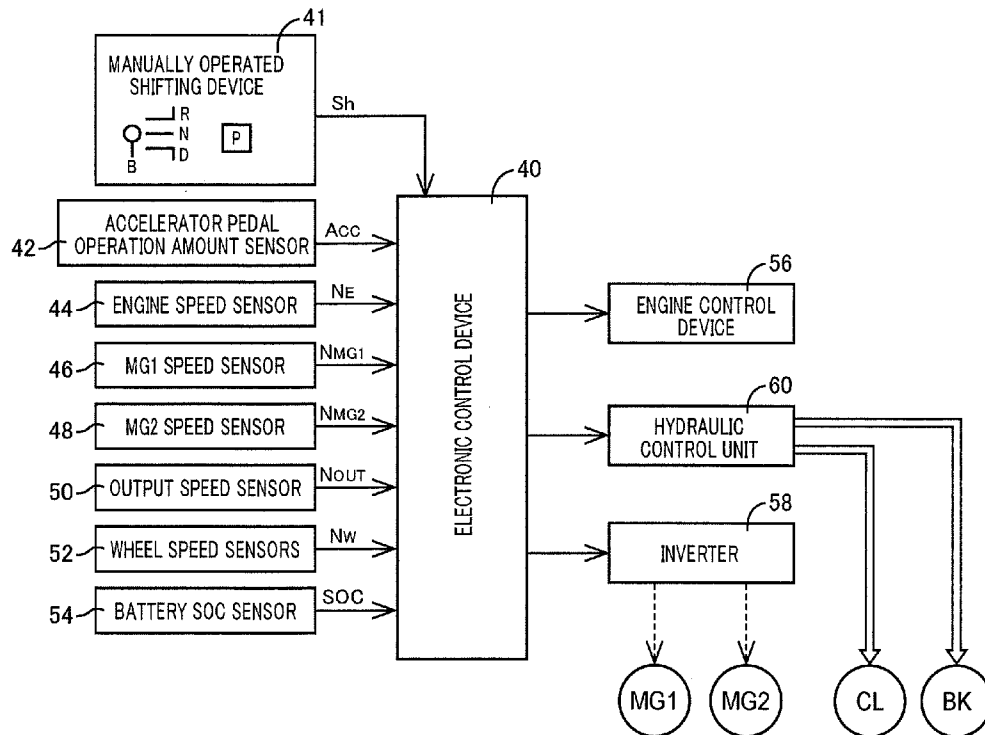 41
MANUALLY OPERATED
SHIFTING DEVICE
R
N
D
B
P
Sh
40
ELECTRONIC CONTROL DEVICE
42
ACCELERATOR PEDAL
OPERATION AMOUNT SENSOR
ACC
44
ENGINE SPEED SENSOR
NE
46
MG1 SPEED SENSOR
NMG1
48
MG2 SPEED SENSOR
NMG2
50
OUTPUT SPEED SENSOR
NOUT
52
WHEEL SPEED SENSORS
NW
54
BATTERY SOC SENSOR
SOC
56
ENGINE CONTROL
DEVICE
60
HYDRAULIC
CONTROL UNIT
58
INVERTER
MG1
MG2
CL
BK